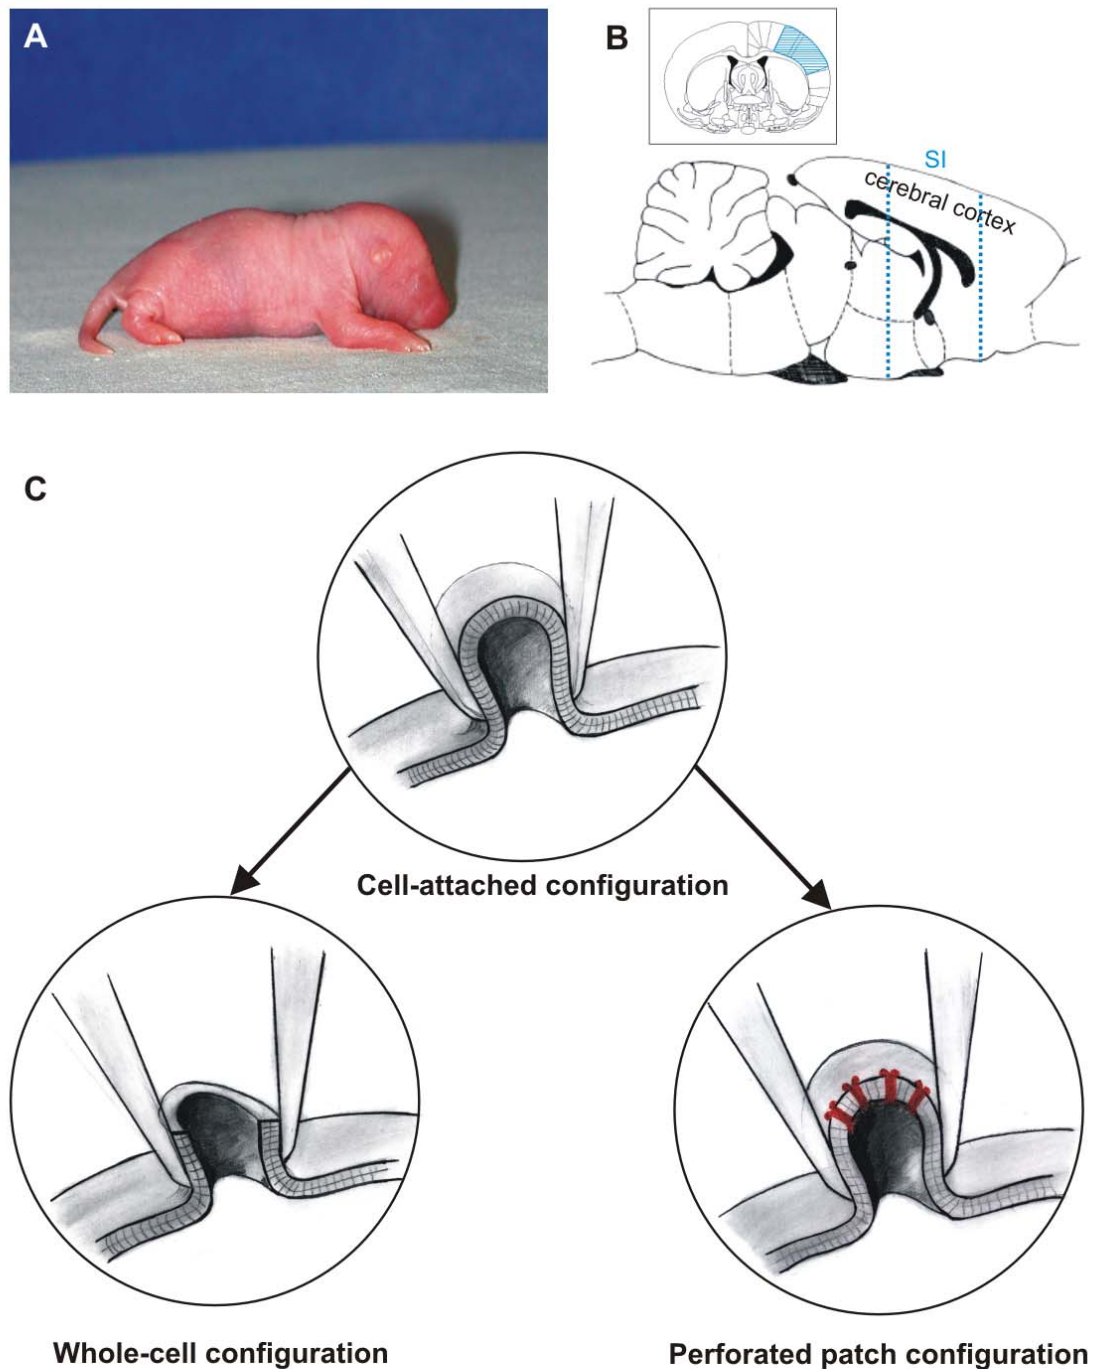 A
B
SI
cerebral cortex
C
Cell-attached configuration
Whole-cell configuration
Perforated patch configuration